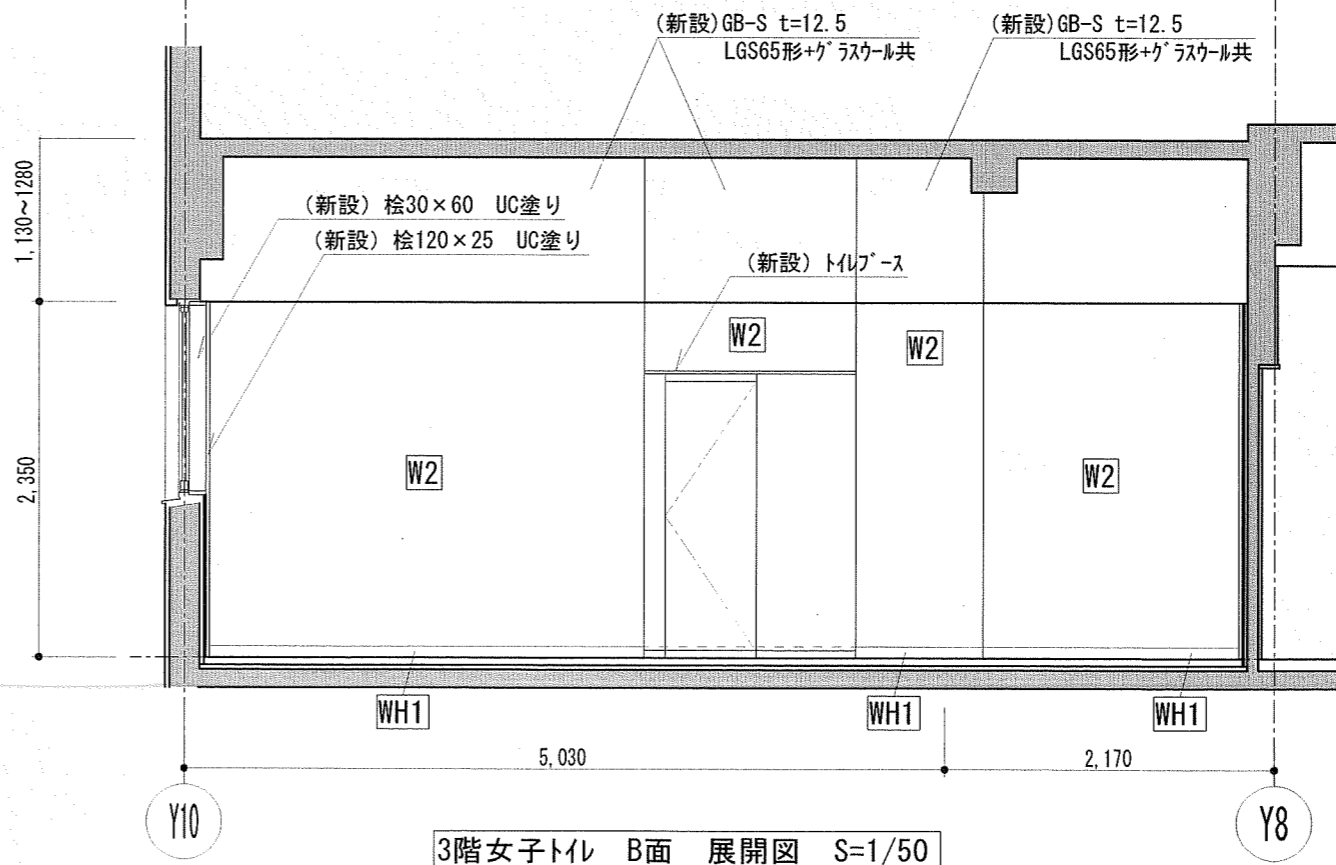 (新設)GB-S t=12.5
LGS65形+グラスウール共
(新設)GB-S t=12.5
LGS65形+グラスウール共
1,130~1280
(新設) 桧30×60 UC塗り
(新設) 桧120×25 UC塗り
(新設) トイレブース
W2
W2
2,350
W2
W2
WH1
WH1
WH1
5,030
2,170
Y10
Y8
3階女子トイレ B面 展開図 S=1/50